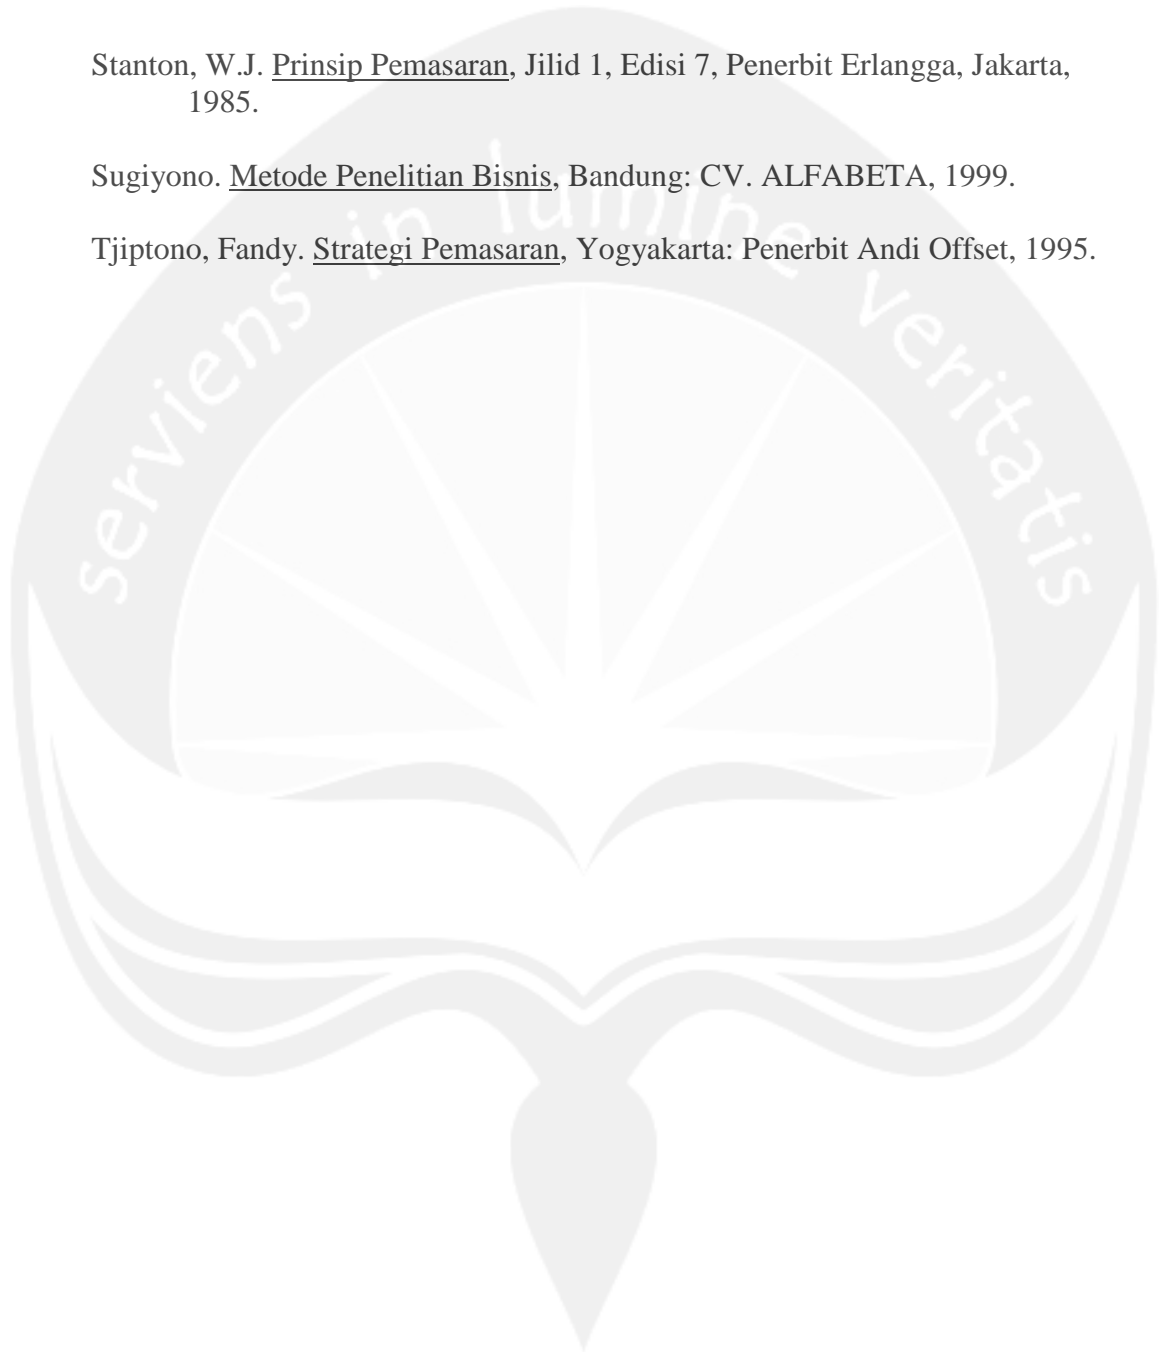 Stanton, W.J. Prinsip Pemasaran, Jilid 1, Edisi 7, Penerbit Erlangga, Jakarta,
1985.
Sugiyono. Metode Penelitian Bisnis, Bandung: CV. ALFABETA, 1999.
Tjiptono, Fandy. Strategi Pemasaran, Yogyakarta: Penerbit Andi Offset, 1995.
serviens in lumine veritatis